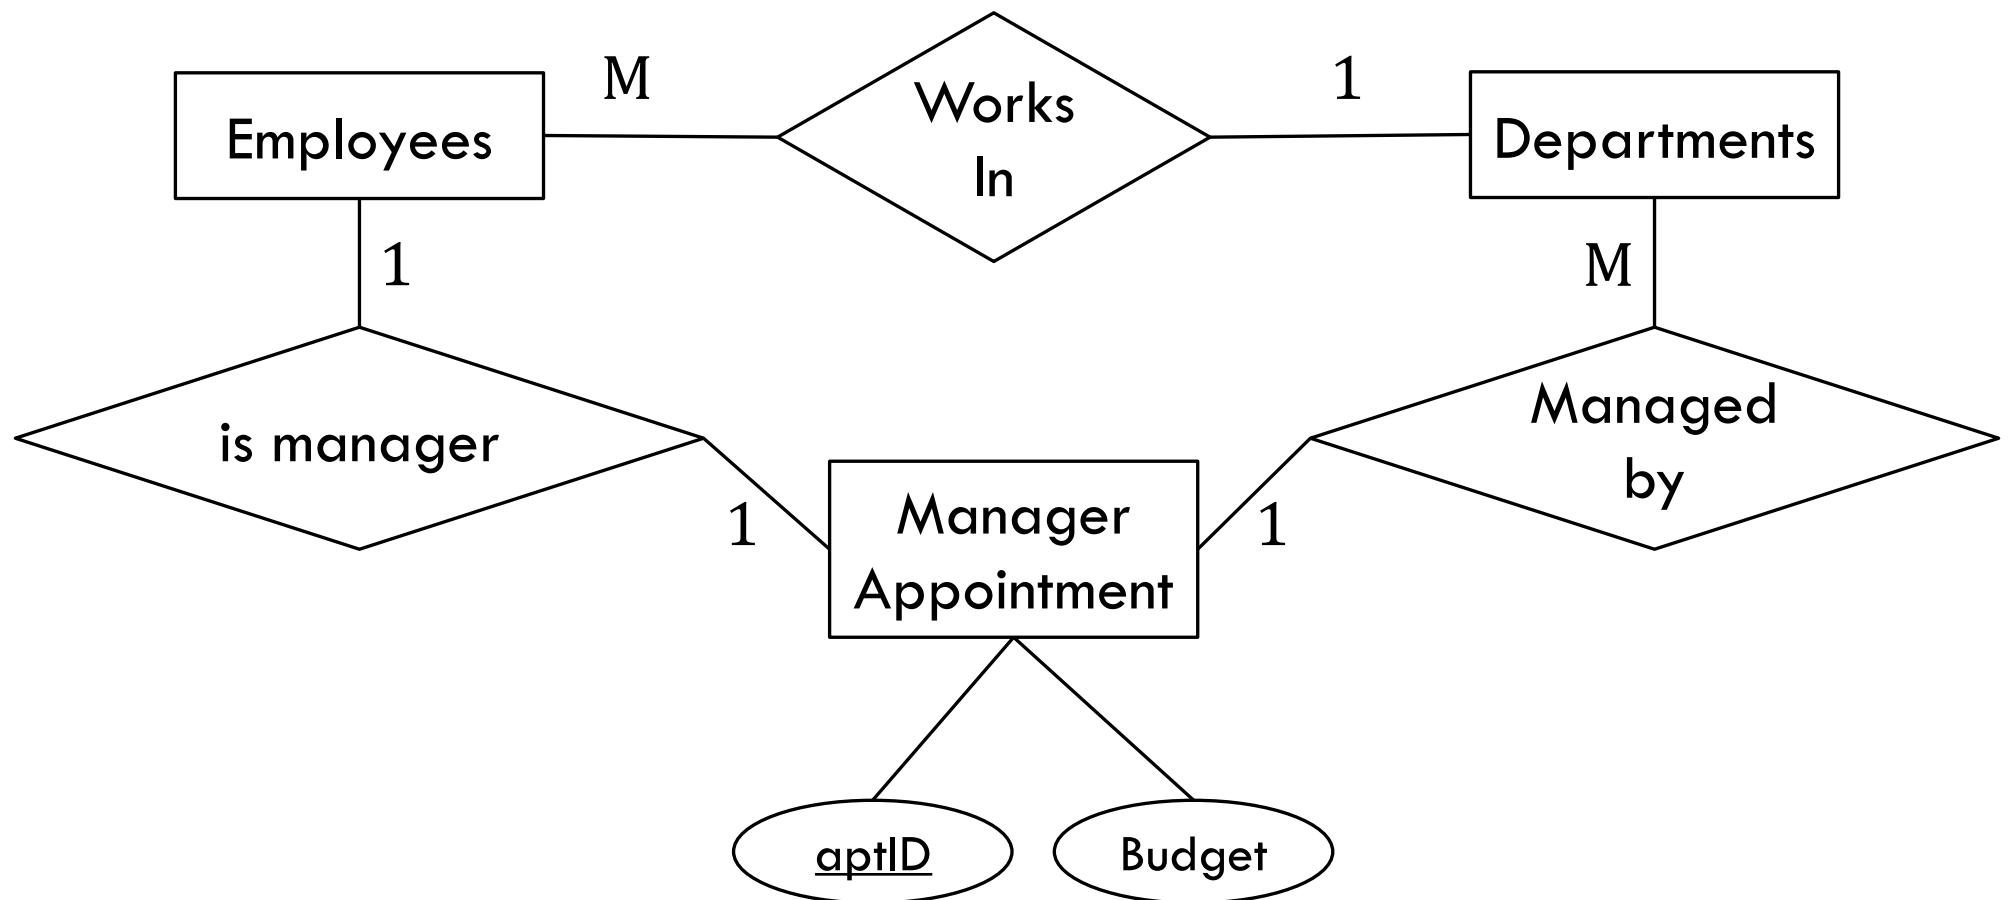 Employees
M
Works
In
1
Departments
1
M
is manager
Managed
by
1
Manager
Appointment
1
aptID
Budget